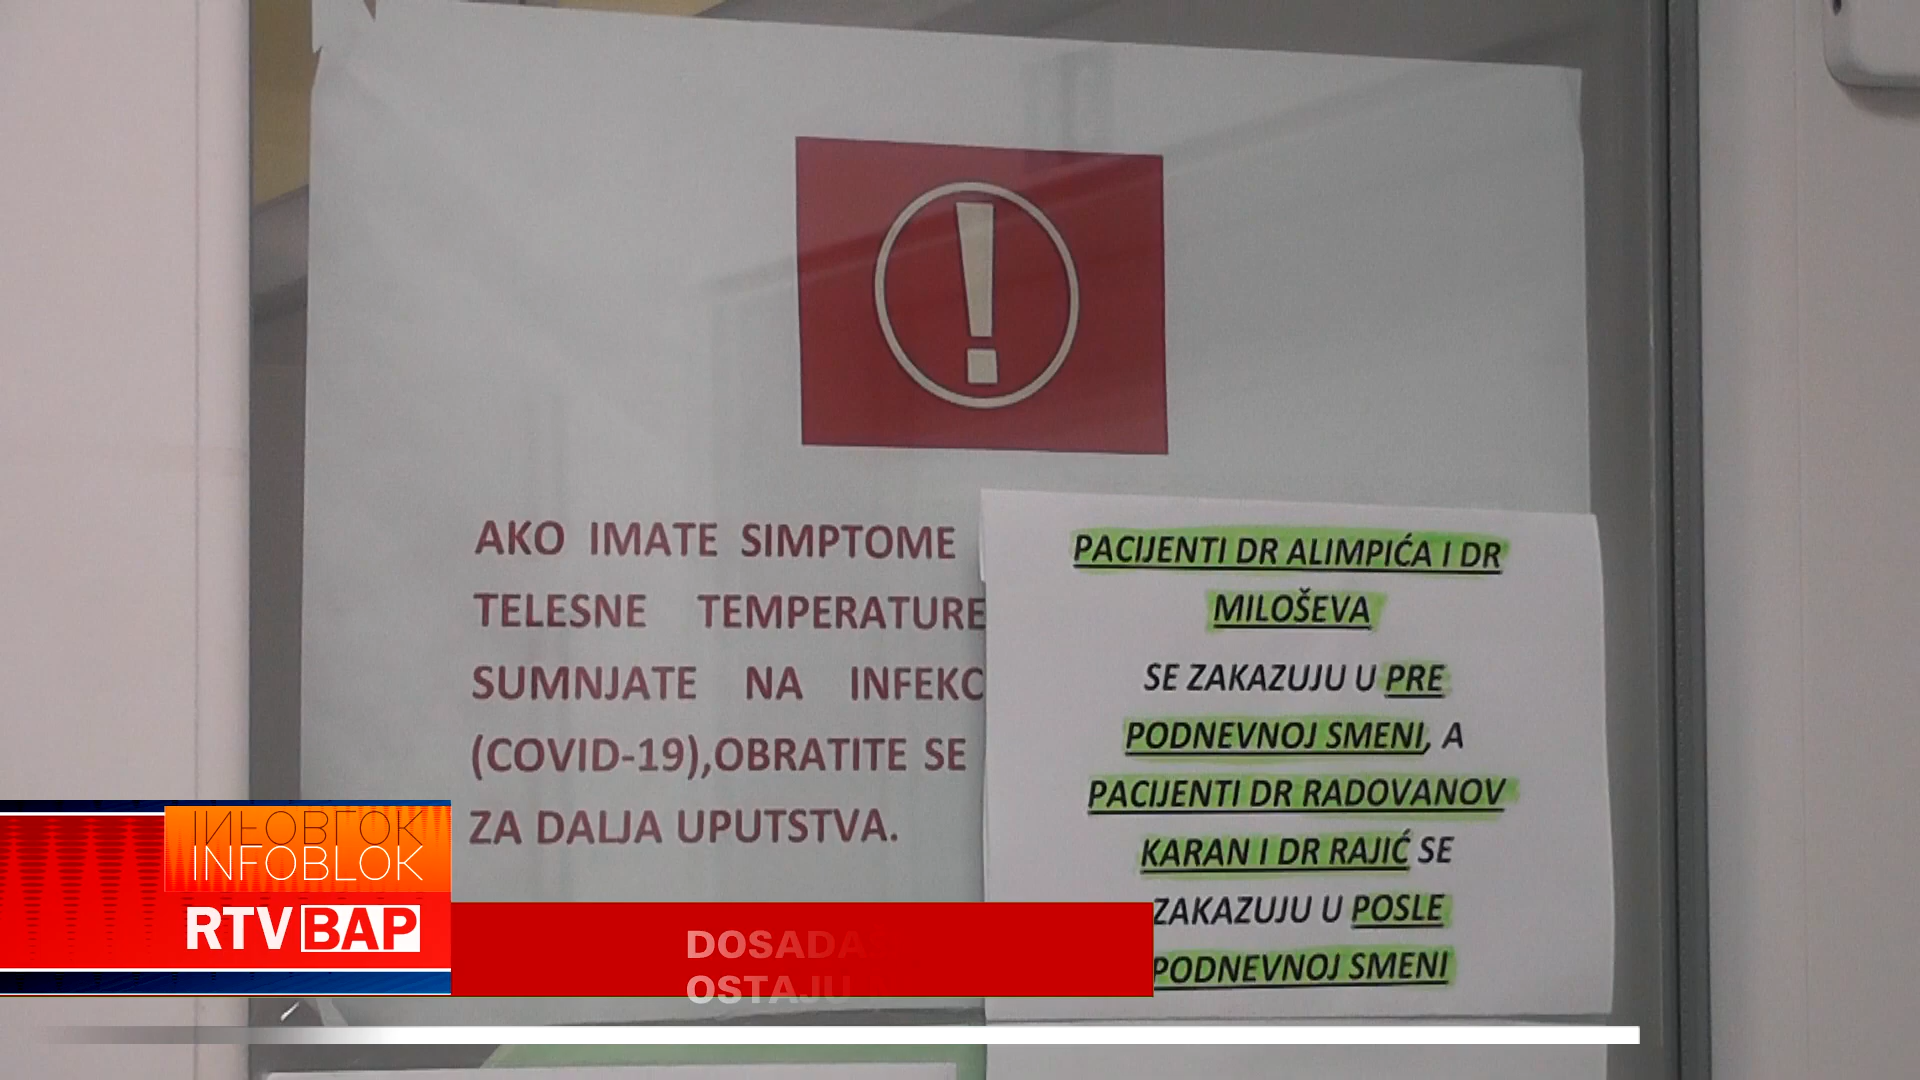 AKO IMATE SIMPTOME
TELESNE TEMPERATURE
SUMNJATE NA INFEKC
(COVID-19),OBRATITE SE
ZA DALJA UPUTSTVA.
PACIJENTI DR ALIMPIĆA I DR
MILOŠEVA
SE ZAKAZUJU U PRE
PODNEVNOJ SMENI, A
PACIJENTI DR RADOVANOV
KARAN I DR RAJIĆ SE
ZAKAZUJU U POSLE
PODNEVNOJ SMENI
INFOBLOK
INFOBLOK
RTV BAP
OSTAJU